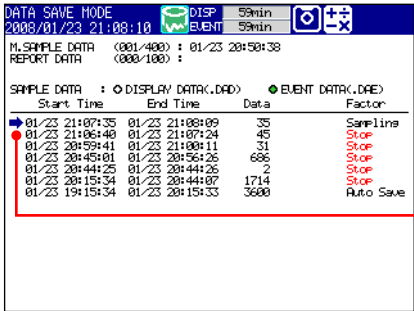 DATA SAVE MODE DISP 59min
2008/01/23 21:08:10 EVENT 59min
M.SAMPLE DATA (001/400) : 01/23 20:50:38
REPORT DATA (000/100) :
SAMPLE DATA : DISPLAY DATA(.DAD) EVENT DATA(.DAE)
Start Time End Time Data Factor
01/23 21:07:35 01/23 21:08:09 35 Sampling
01/23 21:06:40 01/23 21:07:24 45 Stop
01/23 20:59:41 01/23 21:00:11 31 Stop
01/23 20:45:01 01/23 20:56:26 686 Stop
01/23 20:44:25 01/23 20:44:26 2 Stop
01/23 20:15:34 01/23 20:44:07 1714 Stop
01/23 19:15:34 01/23 20:15:33 3600 Auto Save